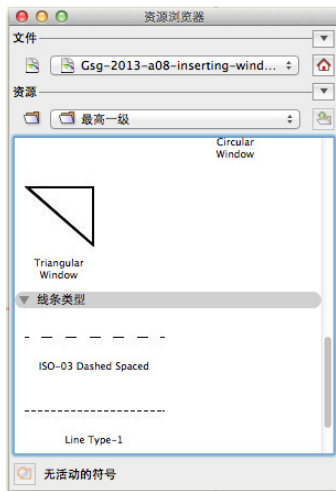 资源浏览器
文件
Gsg-2013-a08-inserting-wind...
资源
最高一级
Circular
Window
Triangular
Window
线条类型
ISO-03 Dashed Spaced
Line Type-1
无活动的符号